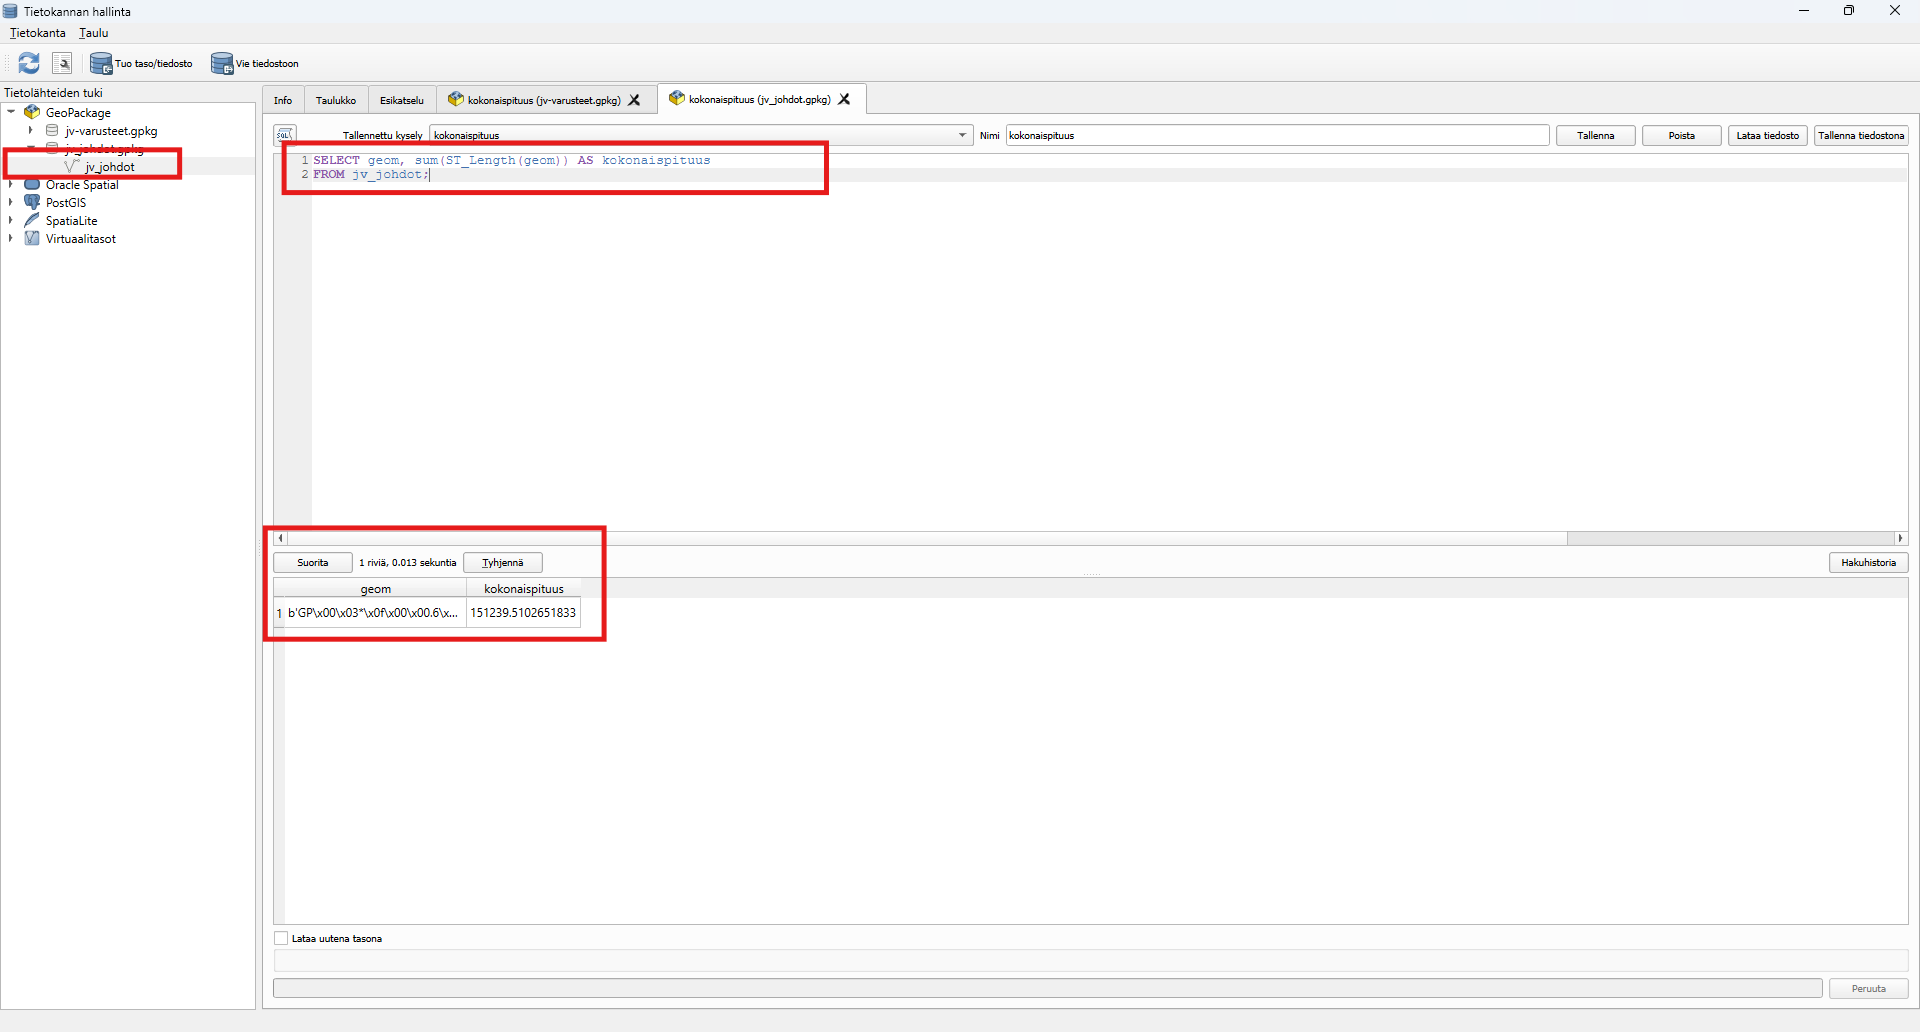 Tietokannan hallinta
Tietokanta Taulu
Tuo taso/tiedosto Vie tiedostoon
Tietolähteiden tuki
GeoPackage
jv-varusteet.gpkg
jv_johdot.gpkg
jv_johdot
Oracle Spatial
PostGIS
SpatiaLite
Virtuaalitasot
Info Taulukko Esikatselu kokonaispituus (jv-varusteet.gpkg) kokonaispituus (jv_johdot.gpkg)
SQL Tallennettu kysely kokonaispituus Nimi kokonaispituus Tallenna Poista Lataa tiedosto Tallenna tiedostona
1 SELECT geom, sum(ST_Length(geom)) AS kokonaispituus
2 FROM jv_johdot;
Suorita 1 riviä, 0.013 sekuntia Tyhjennä Hakuhistoria
geom kokonaispituus
1 b'GP\x00\x03*\x0f\x00\x00.6\x... 151239.5102651833
Lataa uutena tasona
Peruuta